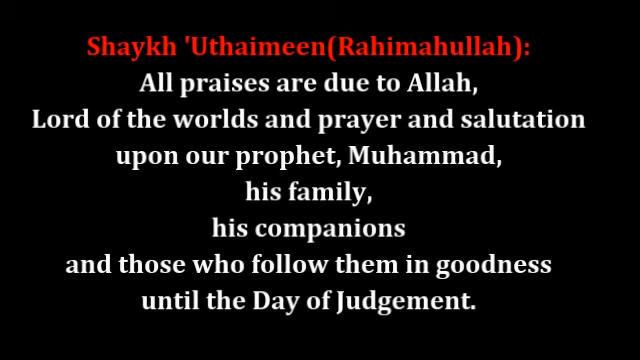 Shaykh 'Uthaimeen(Rahimahullah):
All praises are due to Allah,
Lord of the worlds and prayer and salutation
upon our prophet, Muhammad,
his family,
his companions
and those who follow them in goodness
until the Day of Judgement.